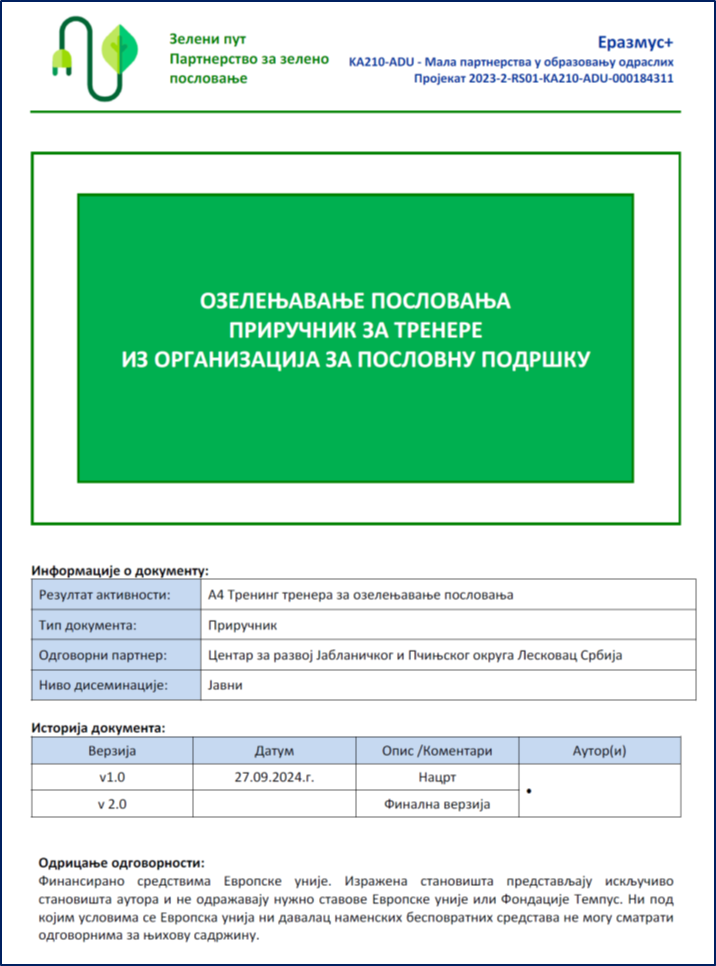 Зелени пут
Партнерство за зелено
пословање
Еразмус+
KA210-ADU - Мала партнерства у образовању одраслих
Пројекат 2023-2-RS01-KA210-ADU-000184311
ОЗЕЛЕЊАВАЊЕ ПОСЛОВАЊА
ПРИРУЧНИК ЗА ТРЕНЕРЕ
ИЗ ОРГАНИЗАЦИЈА ЗА ПОСЛОВНУ ПОДРШКУ
Информације о документу:
Резултат активности: А4 Тренинг тренера за озелењавање пословања
Тип документа: Приручник
Одговорни партнер: Центар за развој Јабланичког и Пчињског округа Лесковац Србија
Ниво дисеминације: Јавни
Историја документа:
Верзија Датум Опис /Коментари Аутор(и)
v1.0 27.09.2024.г. Нацрт
v 2.0 Финална верзија
•
Одрицање одговорности:
Финансирано средствима Европске уније. Изражена становишта представљају искључиво
становишта аутора и не одражавају нужно ставове Европске уније или Фондације Темпус. Ни под
којим условима се Европска унија ни давалац наменских бесповратних средстава не могу сматрати
одговорнима за њихову садржину.